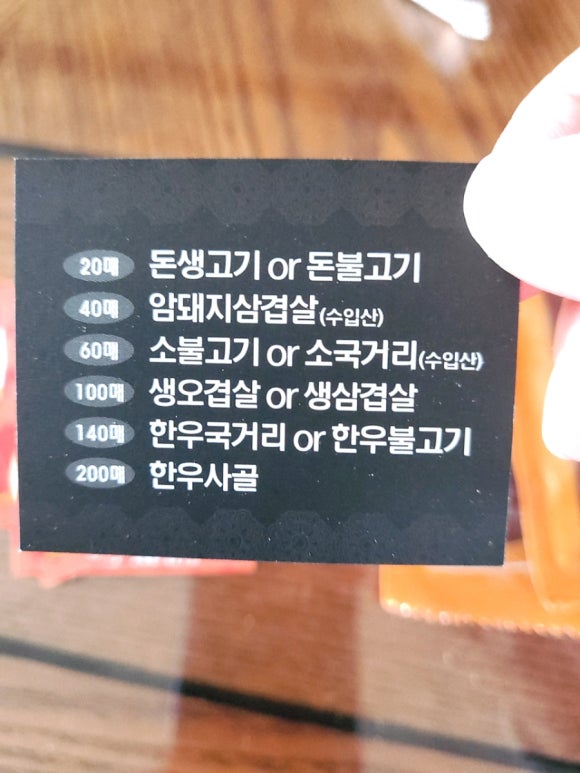 20매 돈생고기 or 돈불고기
40매 암돼지삼겹살(수입산)
60매 소불고기 or 소국거리(수입산)
100매 생오겹살 or 생삼겹살
140매 한우국거리 or 한우불고기
200매 한우사골